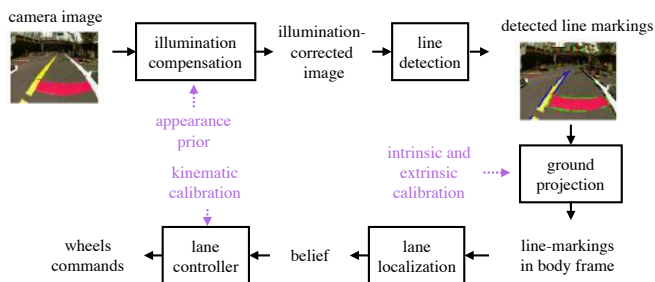 camera image
illumination
compensation
illumination-
corrected
image
line
detection
detected line markings
appearance
prior
kinematic
calibration
intrinsic and
extrinsic
calibration
ground
projection
wheels
commands
lane
controller
belief
lane
localization
line-markings
in body frame